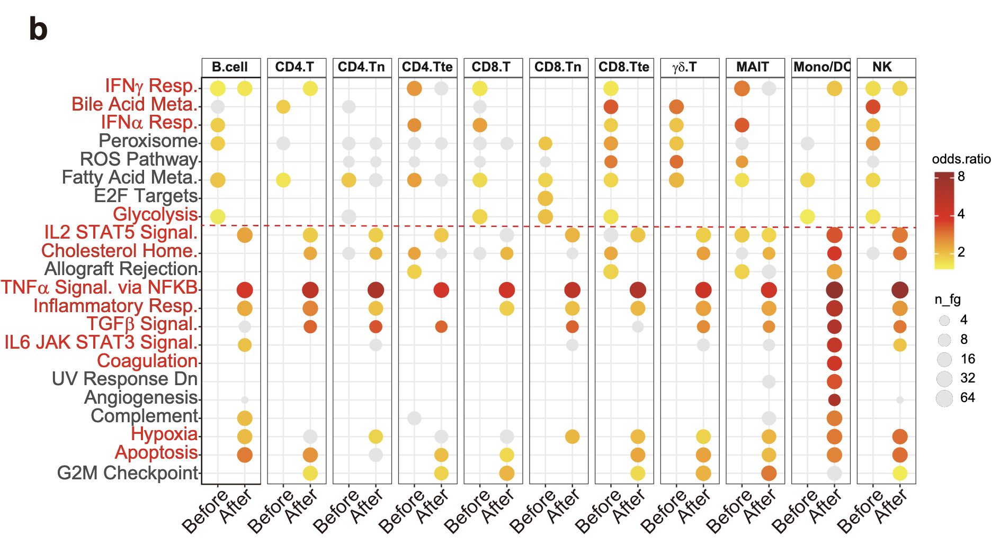 b
B.cell CD4.T CD4.Tn CD4.Tte CD8.T CD8.Tn CD8.Tte γδ.T MAIT Mono/DC NK
IFNγ Resp.
Bile Acid Meta.
IFNα Resp.
Peroxisome
ROS Pathway
Fatty Acid Meta.
E2F Targets
Glycolysis
IL2 STAT5 Signal.
Cholesterol Home.
Allograft Rejection
TNFα Signal. via NFKB
Inflammatory Resp.
TGFβ Signal.
IL6 JAK STAT3 Signal.
Coagulation
UV Response Dn
Angiogenesis
Complement
Hypoxia
Apoptosis
G2M Checkpoint
Before After Before After Before After Before After Before After Before After Before After Before After Before After Before After Before After
odds.ratio
8
4
2
n_fg
4
8
16
32
64